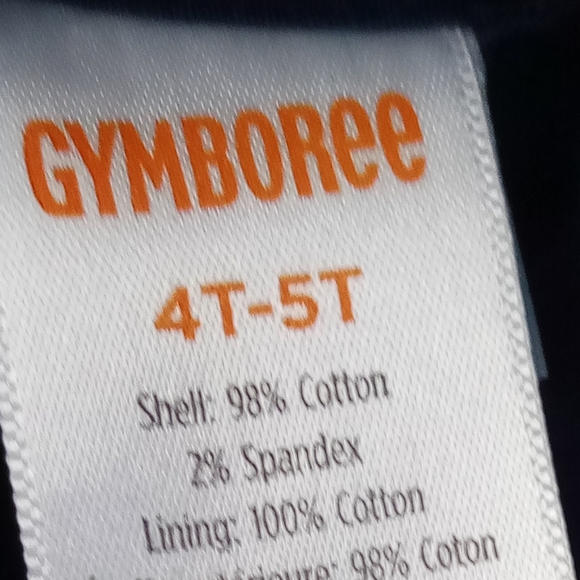 GYMBOREE
4T-5T
Shell: 98% Cotton
2% Spandex
Lining: 100% Cotton
98% Coton